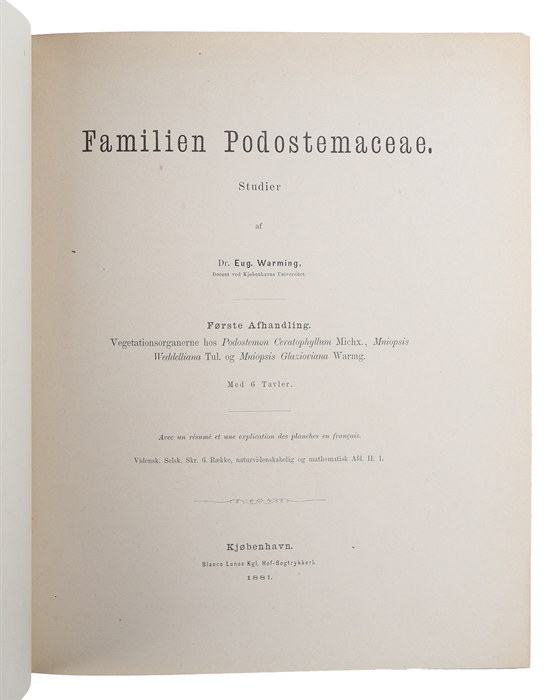 Familien Podostemaceae.
Studier
af
Dr. Eug. Warming,
Docent ved Kjøbenhavns Universitet.
Første Afhandling.
Vegetationsorganerne hos Podostemon Ceratophyllum Michx., Mniopsis
Weddelliana Tul. og Mniopsis Glazioviana Warmg.
Med 6 Tavler.
Avec un résumé et une explication des planches en français.
Vidensk. Selsk. Skr. 6. Række, naturvidenskabelig og mathematisk Afd. II. 1.
Kjøbenhavn.
Bianco Lunos Kgl. Hof-Bogtrykkeri.
1881.